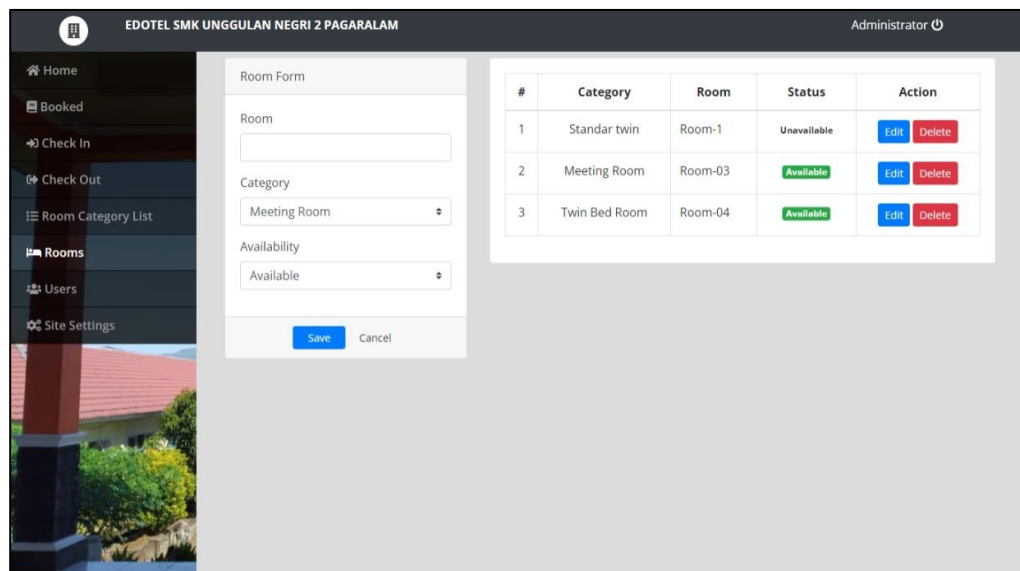 EDOTEL SMK UNGGULAN NEGRI 2 PAGARALAM
Administrator
Home
Booked
Check In
Check Out
Room Category List
Rooms
Users
Site Settings
Room Form
Room
Category
Meeting Room
Availability
Available
Save Cancel
# Category Room Status Action
1 Standar twin Room-1 Unavailable Edit Delete
2 Meeting Room Room-03 Available Edit Delete
3 Twin Bed Room Room-04 Available Edit Delete